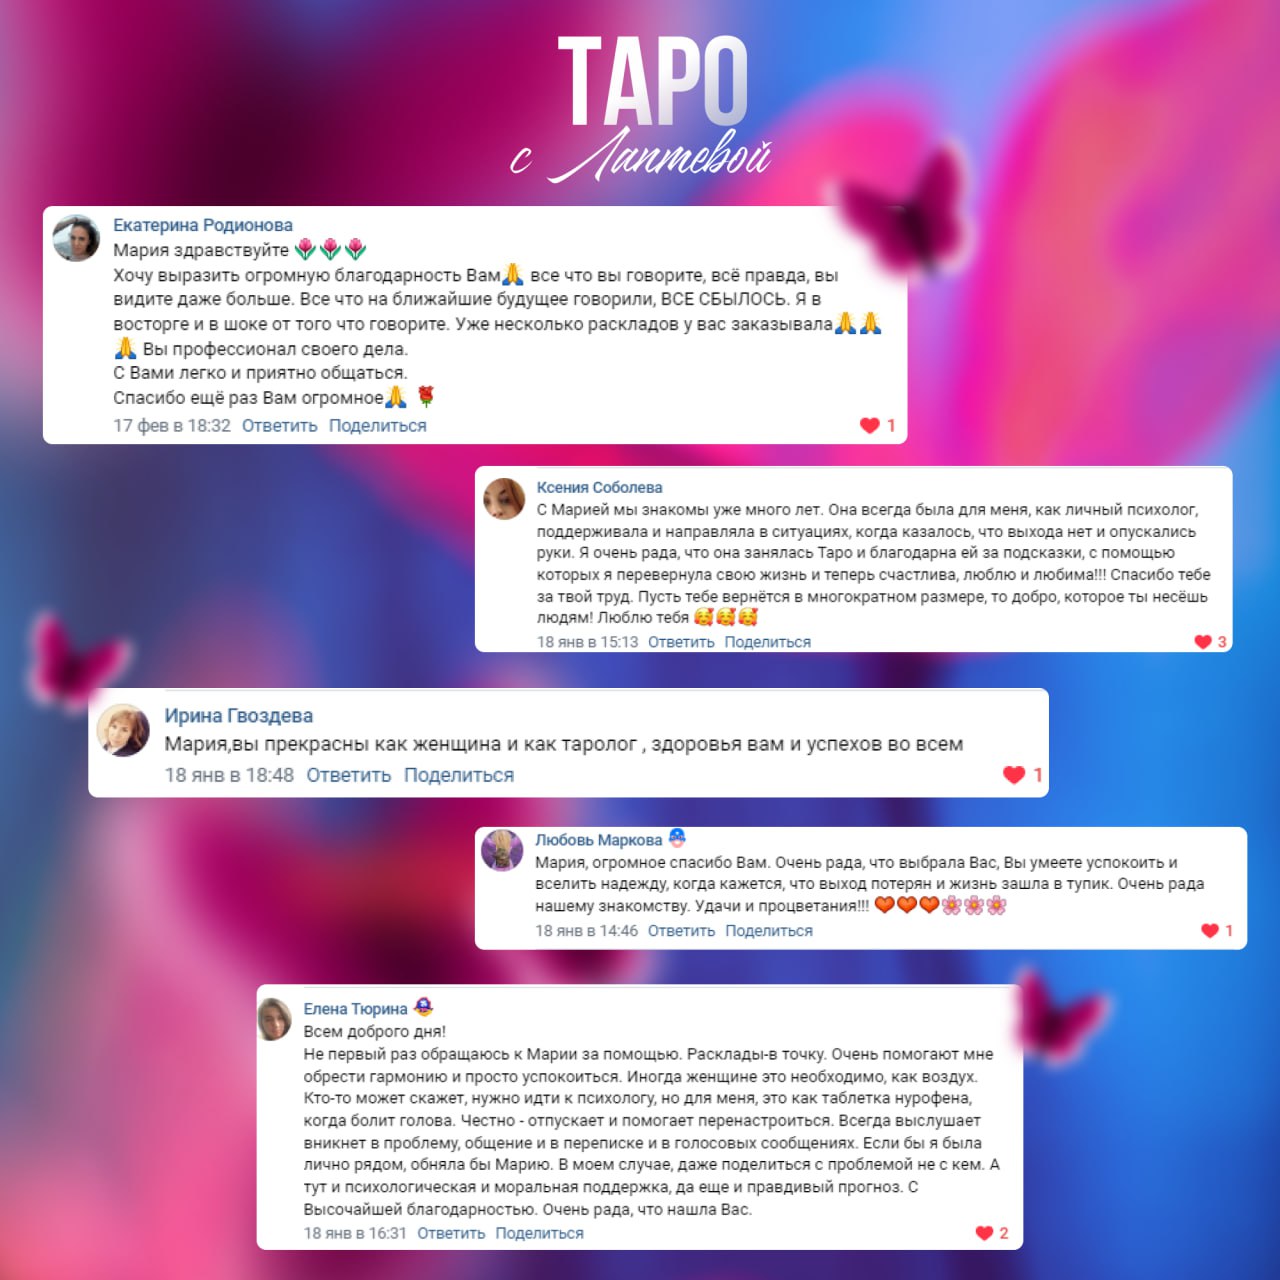 ТАРО
с Лаптевой
Екатерина Родионова
Мария здравствуйте 🌷🌷🌷
Хочу выразить огромную благодарность Вам🙏 все что вы говорите, всё правда, вы
видите даже больше. Все что на ближайшие будущее говорили, ВСЕ СБЫЛОСЬ. Я в
восторге и в шоке от того что говорите. Уже несколько раскладов у вас заказывала🙏🙏
🙏 Вы профессионал своего дела.
С Вами легко и приятно общаться.
Спасибо ещё раз Вам огромное🙏 🌹
17 фев в 18:32 Ответить Поделиться 1
Ксения Соболева
С Марией мы знакомы уже много лет. Она всегда была для меня, как личный психолог,
поддерживала и направляла в ситуациях, когда казалось, что выхода нет и опускались
руки. Я очень рада, что она занялась Таро и благодарна ей за подсказки, с помощью
которых я перевернула свою жизнь и теперь счастлива, люблю и любима!!! Спасибо тебе
за твой труд. Пусть тебе вернётся в многократном размере, то добро, которое ты несёшь
людям! Люблю тебя 🥰🥰🥰
18 янв в 15:13 Ответить Поделиться 3
Ирина Гвоздева
Мария,вы прекрасны как женщина и как таролог , здоровья вам и успехов во всем
18 янв в 18:48 Ответить Поделиться 1
Любовь Маркова
Мария, огромное спасибо Вам. Очень рада, что выбрала Вас, Вы умеете успокоить и
вселить надежду, когда кажется, что выход потерян и жизнь зашла в тупик. Очень рада
нашему знакомству. Удачи и процветания!!! ❤❤❤🌸🌸🌸
18 янв в 14:46 Ответить Поделиться 1
Елена Тюрина
Всем доброго дня!
Не первый раз обращаюсь к Марии за помощью. Расклады-в точку. Очень помогают мне
обрести гармонию и просто успокоиться. Иногда женщине это необходимо, как воздух.
Кто-то может скажет, нужно идти к психологу, но для меня, это как таблетка нурофена,
когда болит голова. Честно - отпускает и помогает перенастроиться. Всегда выслушает
вникнет в проблему, общение и в переписке и в голосовых сообщениях. Если бы я была
лично рядом, обняла бы Марию. В моем случае, даже поделиться с проблемой не с кем. А
тут и психологическая и моральная поддержка, да еще и правдивый прогноз. С
Высочайшей благодарностью. Очень рада, что нашла Вас.
18 янв в 16:31 Ответить Поделиться 2